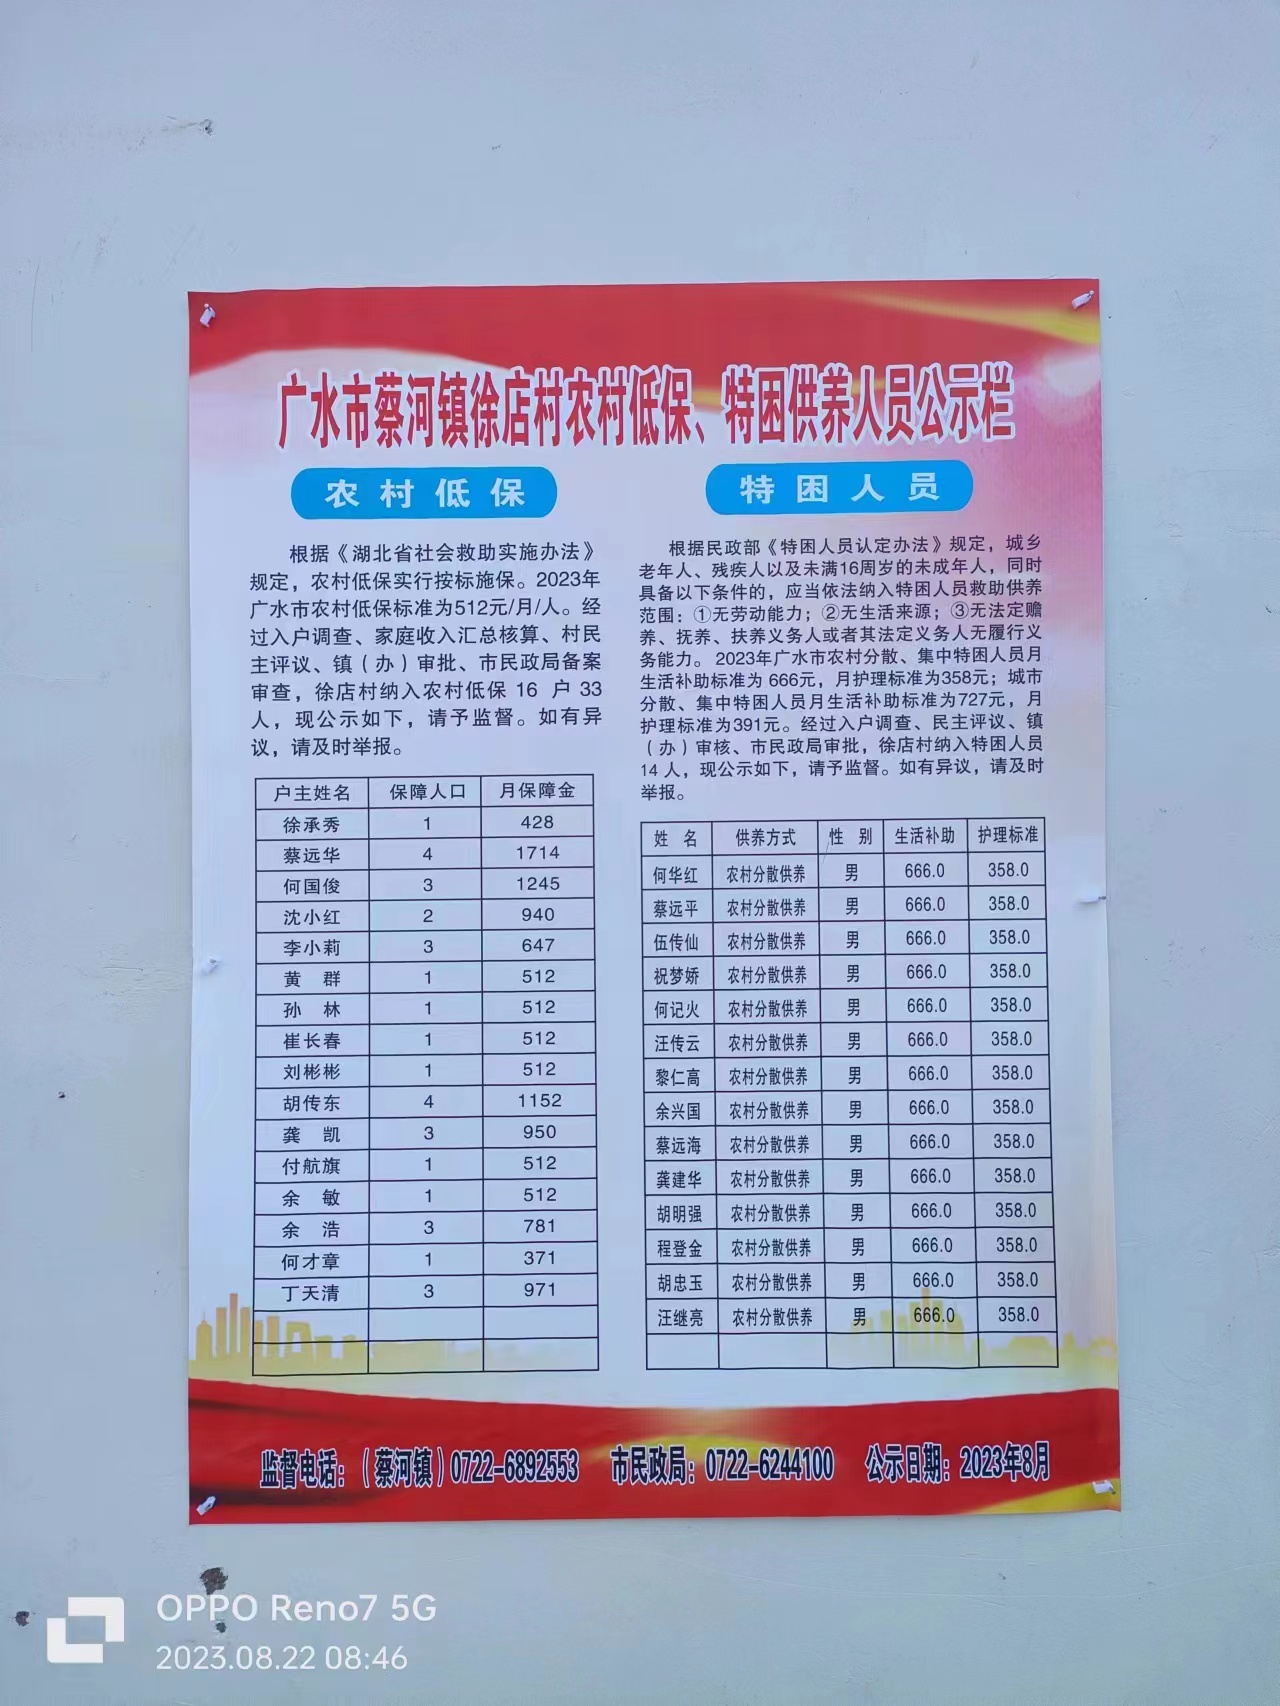 广水市蔡河镇徐店村农村低保、特困供养人员公示栏
农村低保
根据《湖北省社会救助实施办法》
规定，农村低保实行按标施保。2023年
广水市农村低保标准为512元/月/人。经
过入户调查、家庭收入汇总核算、村民
主评议、镇（办）审批、市民政局备案
审查，徐店村纳入农村低保 16 户 33
人，现公示如下，请予监督。如有异
议，请及时举报。
户主姓名 保障人口 月保障金
徐承秀 1 428
蔡远华 4 1714
何国俊 3 1245
沈小红 2 940
李小莉 3 647
黄 群 1 512
孙 林 1 512
崔长春 1 512
刘彬彬 1 512
胡传东 4 1152
龚 凯 3 950
付航旗 1 512
余 敏 1 512
余 浩 3 781
何才章 1 371
丁天清 3 971
特困人员
根据民政部《特困人员认定办法》规定，城乡
老年人、残疾人以及未满16周岁的未成年人，同时
具备以下条件的，应当依法纳入特困人员救助供养
范围：①无劳动能力；②无生活来源；③无法定赡
养、抚养、扶养义务人或者其法定义务人无履行义
务能力。2023年广水市农村分散、集中特困人员月
生活补助标准为 666元，月护理标准为358元；城市
分散、集中特困人员月生活补助标准为727元，月
护理标准为391元。经过入户调查、民主评议、镇
（办）审核、市民政局审批，徐店村纳入特困人员
14 人，现公示如下，请予监督。如有异议，请及时
举报。
姓 名 供养方式 性 别 生活补助 护理标准
何华红 农村分散供养 男 666.0 358.0
蔡远平 农村分散供养 男 666.0 358.0
伍传仙 农村分散供养 男 666.0 358.0
祝梦娇 农村分散供养 男 666.0 358.0
何记火 农村分散供养 男 666.0 358.0
汪传云 农村分散供养 男 666.0 358.0
黎仁高 农村分散供养 男 666.0 358.0
余兴国 农村分散供养 男 666.0 358.0
蔡远海 农村分散供养 男 666.0 358.0
龚建华 农村分散供养 男 666.0 358.0
胡明强 农村分散供养 男 666.0 358.0
程登金 农村分散供养 男 666.0 358.0
胡忠玉 农村分散供养 男 666.0 358.0
汪继亮 农村分散供养 男 666.0 358.0
监督电话：（蔡河镇）0722-6892553 市民政局：0722-6244100 公示日期：2023年8月
OPPO Reno7 5G
2023.08.22 08:46